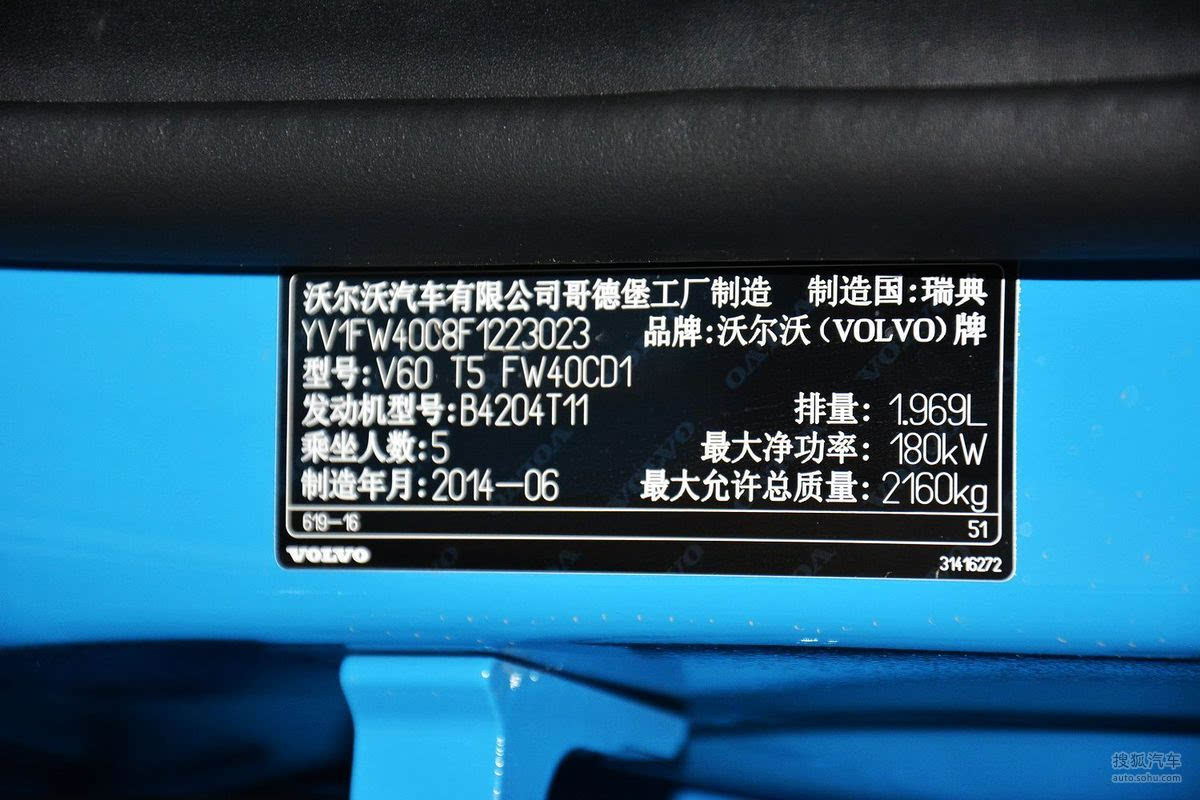 沃尔沃汽车有限公司哥德堡工厂制造 制造国:瑞典
YV1FW40C8F1223023 品牌:沃尔沃(VOLVO)牌
型号:V60 T5 FW40CD1
发动机型号:B4204T11 排量: 1.969L
乘坐人数:5 最大净功率: 180kW
制造年月:2014-06 最大允许总质量: 2160kg
619-16 51
VOLVO 31416272
搜狐汽车
auto.sohu.com